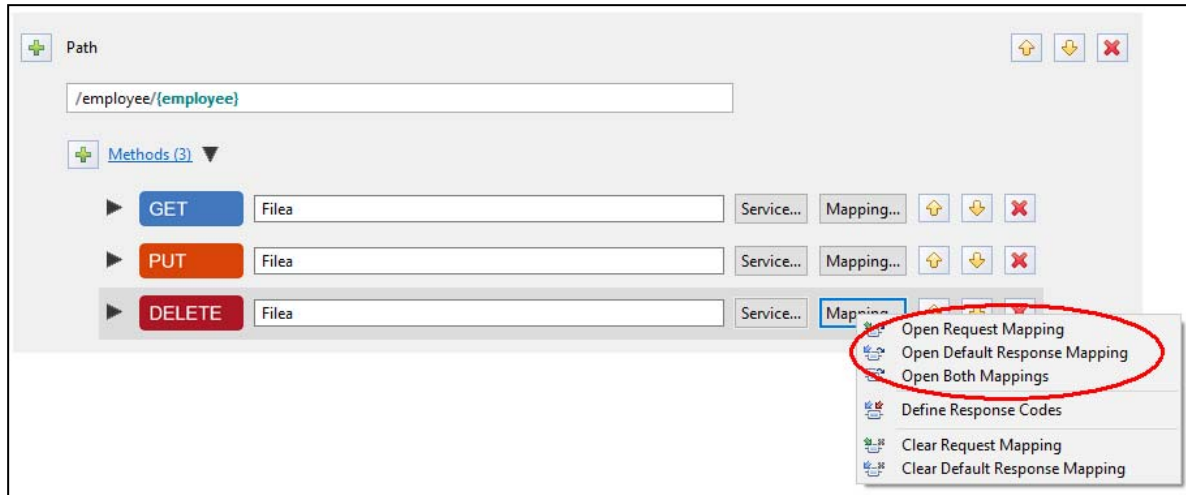 Path
/employee/{employee}
Methods (3)
GET Filea Service... Mapping...
PUT Filea Service... Mapping...
DELETE Filea Service... Mapping...
Open Request Mapping
Open Default Response Mapping
Open Both Mappings
Define Response Codes
Clear Request Mapping
Clear Default Response Mapping